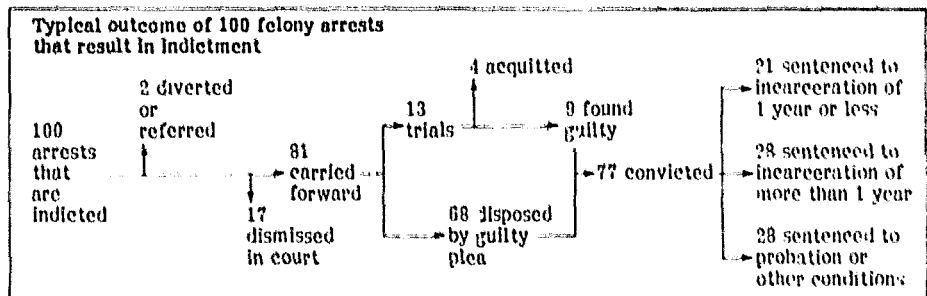 Typical outcome of 100 felony arrests
that result in indictment
100
arrests
that
are
indicted
2 diverted
or
referred
17
dismissed
in court
81
carried
forward
13
trials
4 acquitted
9 found
guilty
68 disposed
by guilty
plea
77 convicted
21 sentenced to
incarceration of
1 year or less
28 sentenced to
incarceration of
more than 1 year
28 sentenced to
probation or
other conditions